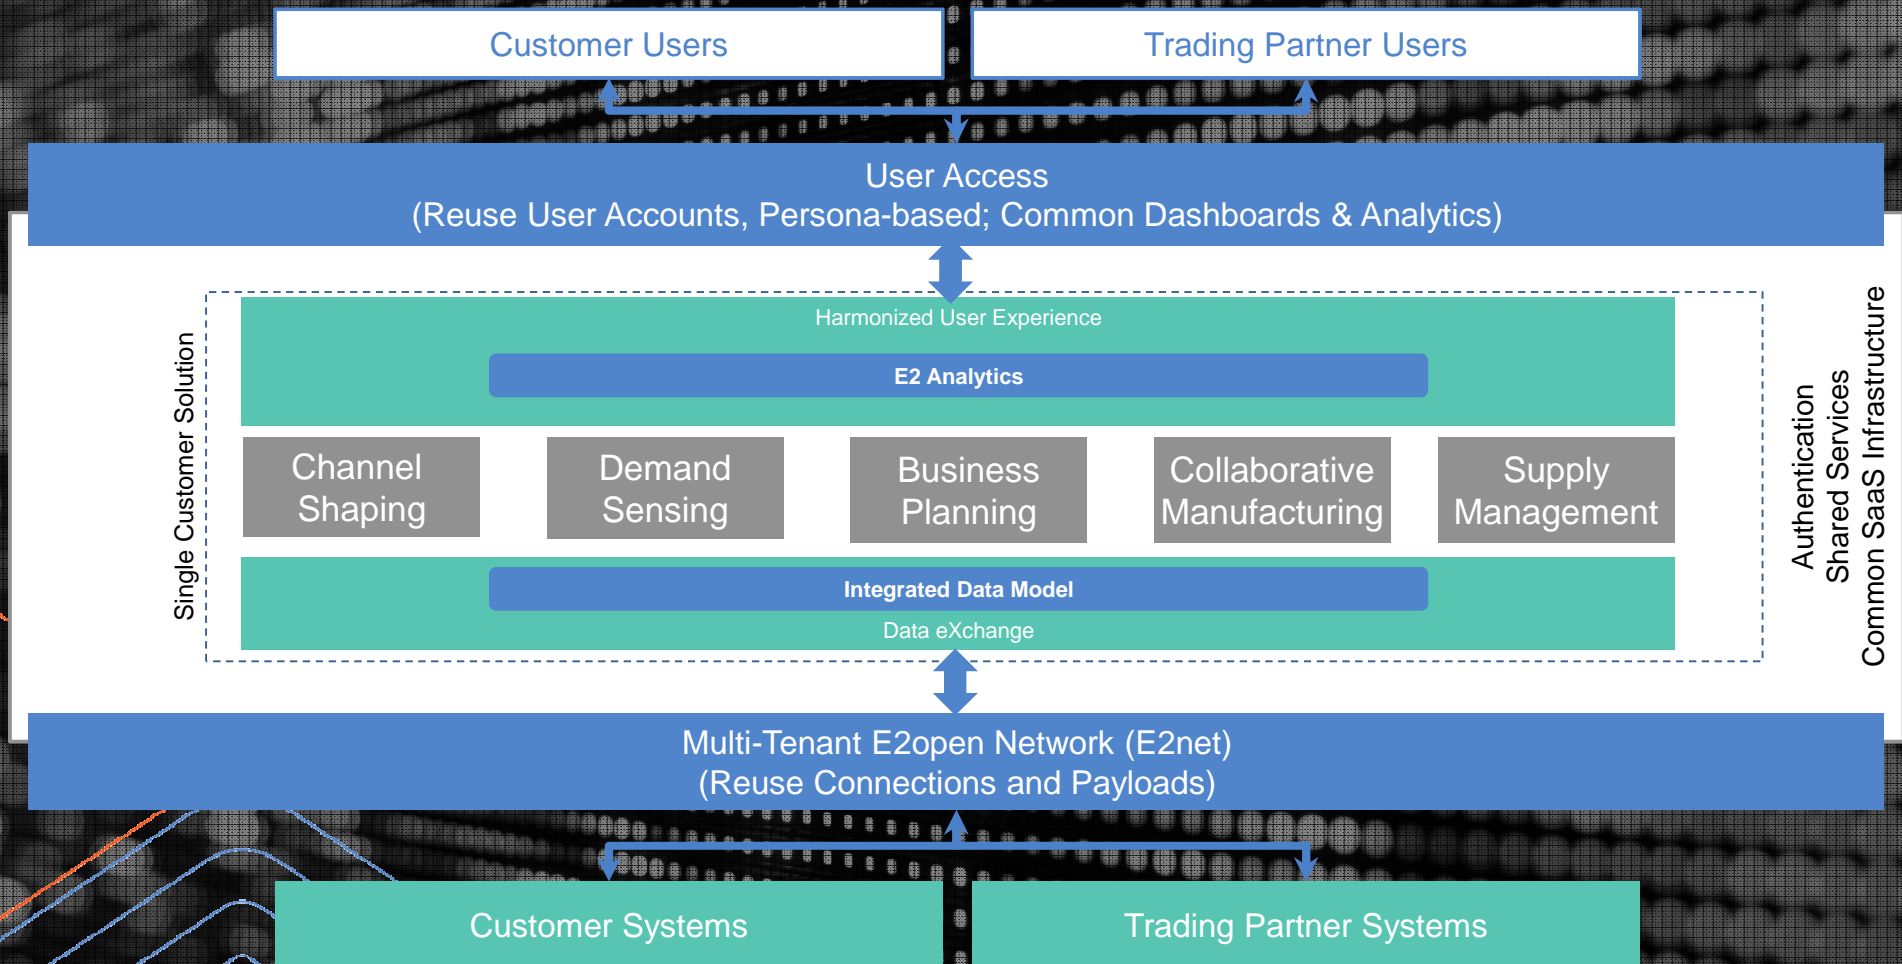 Customer Users
Trading Partner Users
User Access
(Reuse User Accounts, Persona-based; Common Dashboards & Analytics)
Single Customer Solution
Harmonized User Experience
E2 Analytics
Channel
Shaping
Demand
Sensing
Business
Planning
Collaborative
Manufacturing
Supply
Management
Integrated Data Model
Data eXchange
Authentication
Shared Services
Common SaaS Infrastructure
Multi-Tenant E2open Network (E2net)
(Reuse Connections and Payloads)
Customer Systems
Trading Partner Systems